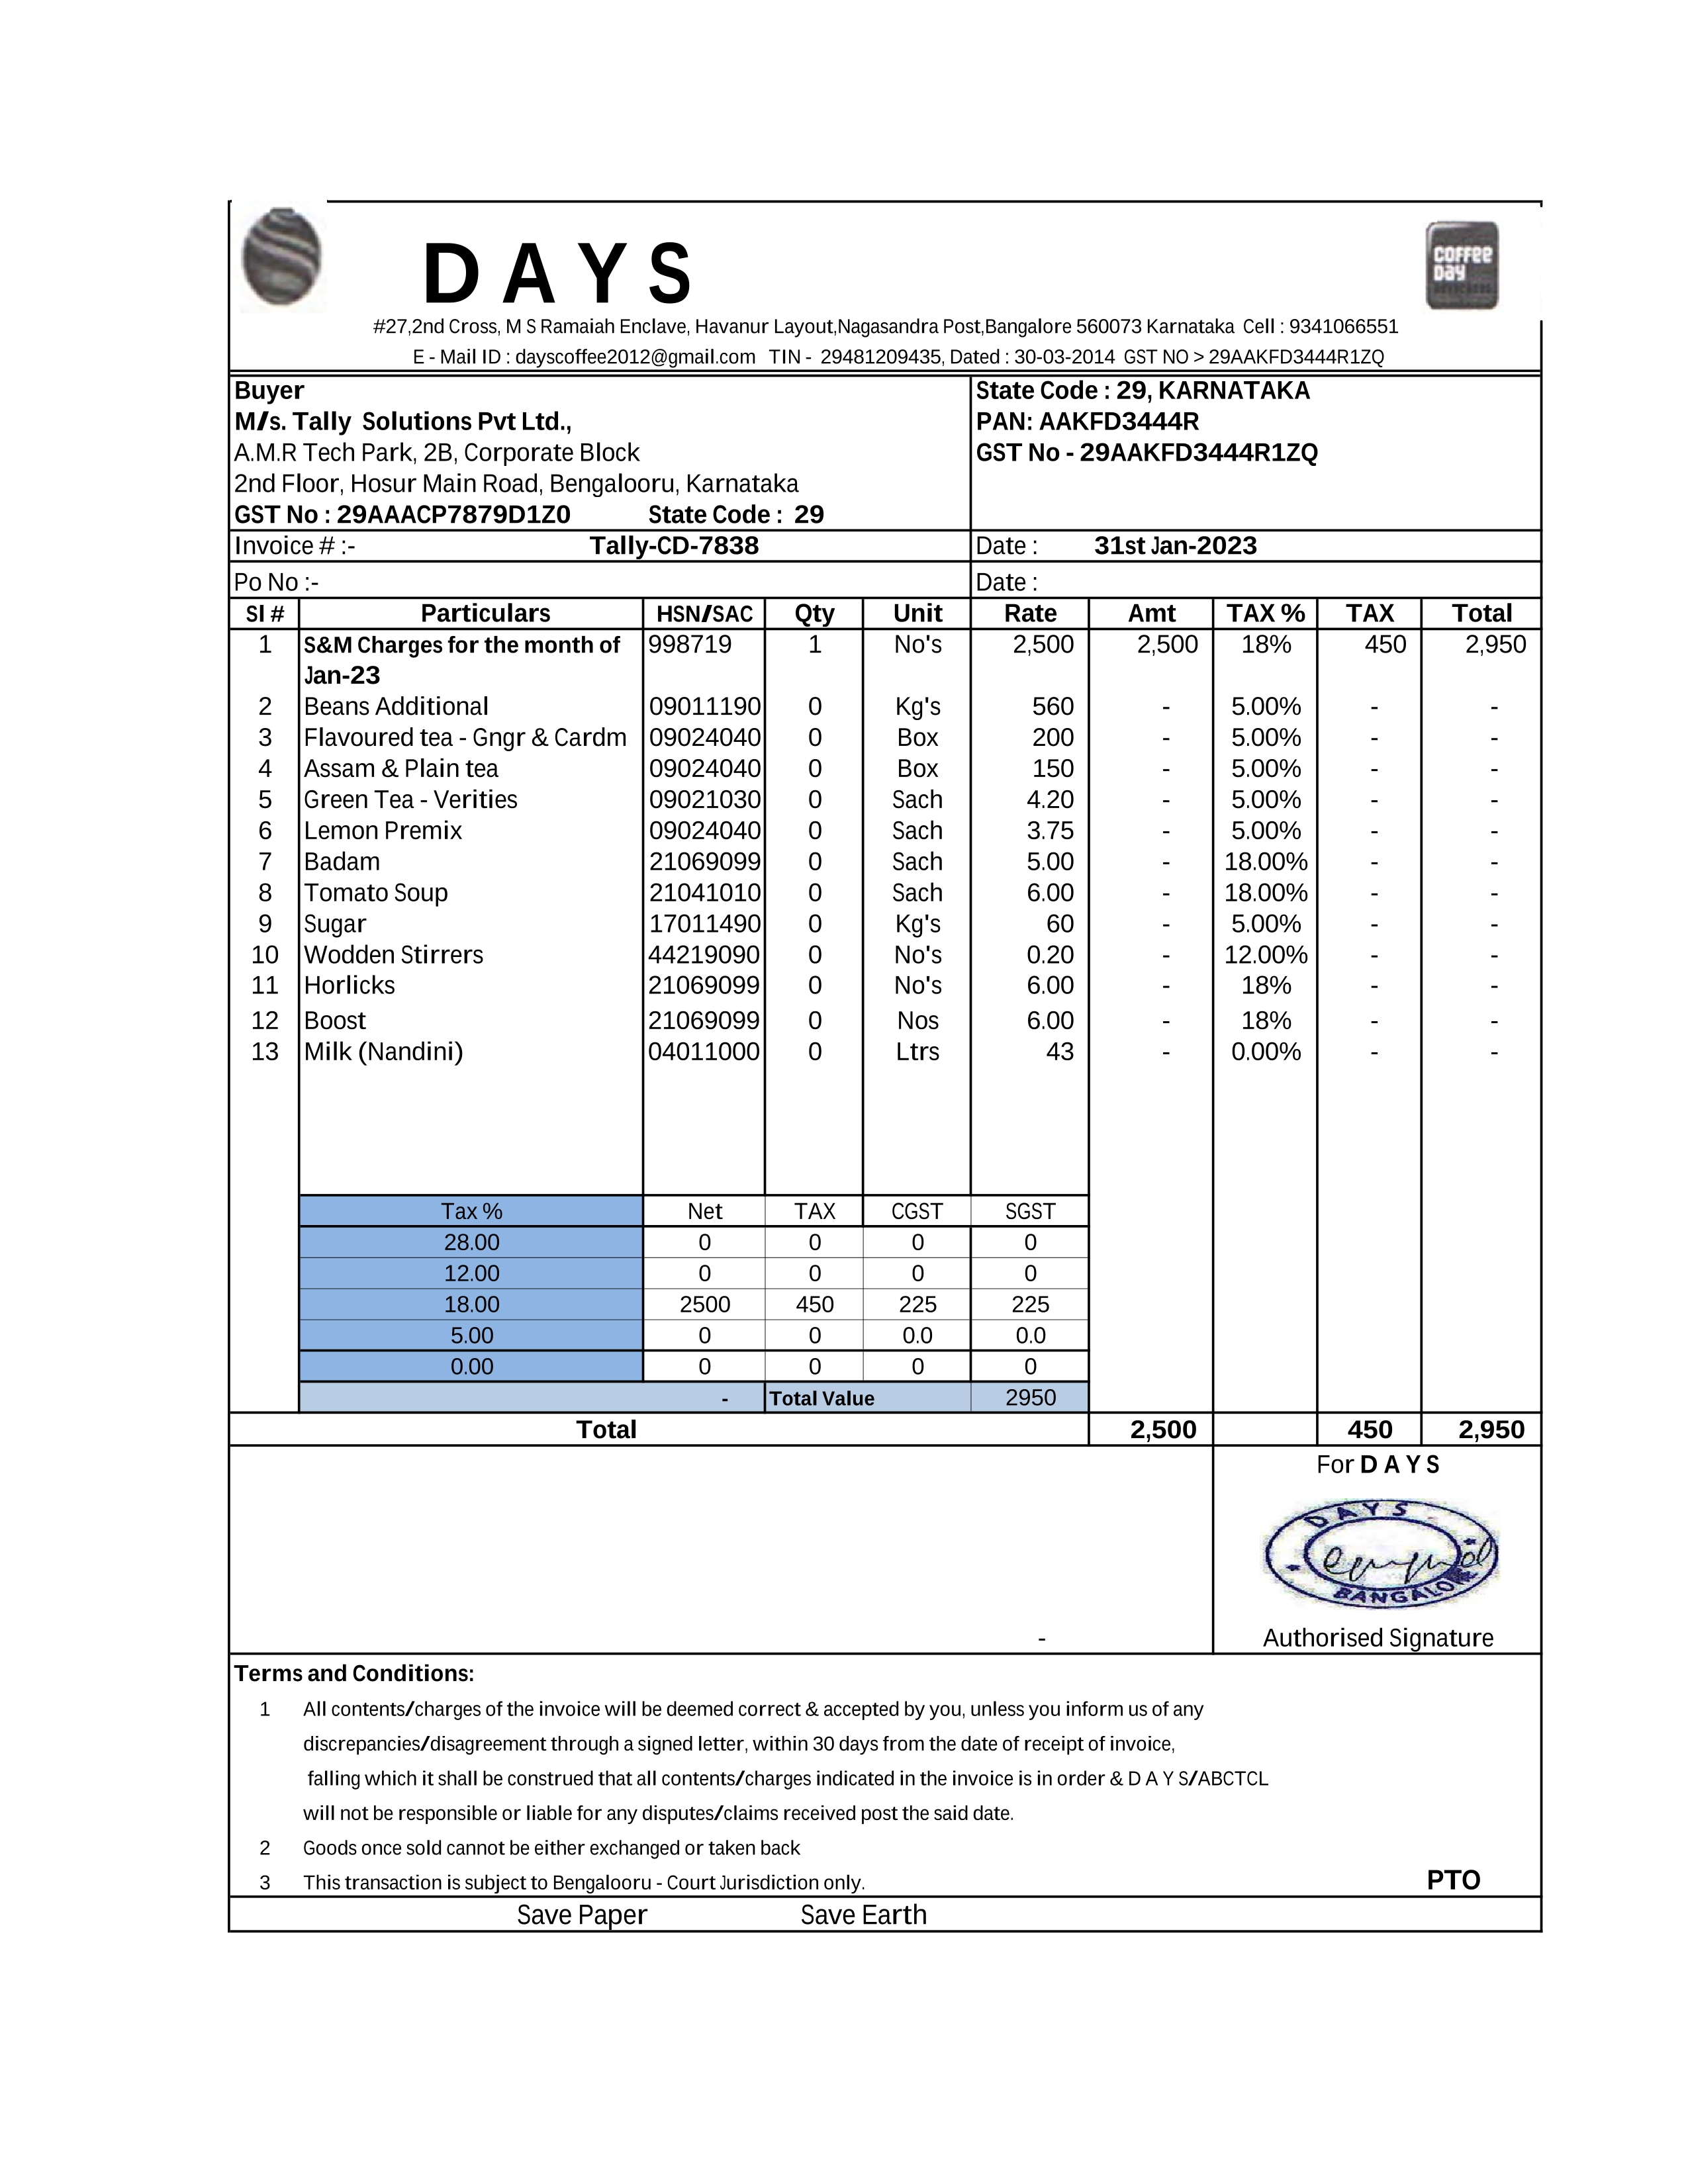 D A Y S
COFFEE
DAY
#27,2nd Cross, M S Ramaiah Enclave, Havanur Layout,Nagasandra Post,Bangalore 560073 Karnataka Cell : 9341066551
E - Mail ID : dayscoffee2012@gmail.com TIN - 29481209435, Dated : 30-03-2014 GST NO > 29AAKFD3444R1ZQ
Buyer State Code : 29, KARNATAKA
M/s. Tally Solutions Pvt Ltd., PAN: AAKFD3444R
A.M.R Tech Park, 2B, Corporate Block GST No - 29AAKFD3444R1ZQ
2nd Floor, Hosur Main Road, Bengalooru, Karnataka
GST No : 29AAACP7879D1Z0 State Code : 29
Invoice # :- Tally-CD-7838 Date : 31st Jan-2023
Po No :- Date :
SI # Particulars HSN/SAC Qty Unit Rate Amt TAX % TAX Total
1 S&M Charges for the month of 998719 1 No's 2,500 2,500 18% 450 2,950
Jan-23
2 Beans Additional 09011190 0 Kg's 560 - 5.00% - -
3 Flavoured tea - Gngr & Cardm 09024040 0 Box 200 - 5.00% - -
4 Assam & Plain tea 09024040 0 Box 150 - 5.00% - -
5 Green Tea - Verities 09021030 0 Sach 4.20 - 5.00% - -
6 Lemon Premix 09024040 0 Sach 3.75 - 5.00% - -
7 Badam 21069099 0 Sach 5.00 - 18.00% - -
8 Tomato Soup 21041010 0 Sach 6.00 - 18.00% - -
9 Sugar 17011490 0 Kg's 60 - 5.00% - -
10 Wodden Stirrers 44219090 0 No's 0.20 - 12.00% - -
11 Horlicks 21069099 0 No's 6.00 - 18% - -
12 Boost 21069099 0 Nos 6.00 - 18% - -
13 Milk (Nandini) 04011000 0 Ltrs 43 - 0.00% - -
Tax % Net TAX CGST SGST
28.00 0 0 0 0
12.00 0 0 0 0
18.00 2500 450 225 225
5.00 0 0 0.0 0.0
0.00 0 0 0 0
- Total Value 2950
Total 2,500 450 2,950
For D A Y S
DAYS
BANGALORE
- Authorised Signature
Terms and Conditions:
1 All contents/charges of the invoice will be deemed correct & accepted by you, unless you inform us of any
discrepancies/disagreement through a signed letter, within 30 days from the date of receipt of invoice,
falling which it shall be construed that all contents/charges indicated in the invoice is in order & D A Y S/ABCTCL
will not be responsible or liable for any disputes/claims received post the said date.
2 Goods once sold cannot be either exchanged or taken back
3 This transaction is subject to Bengalooru - Court Jurisdiction only. PTO
Save Paper Save Earth